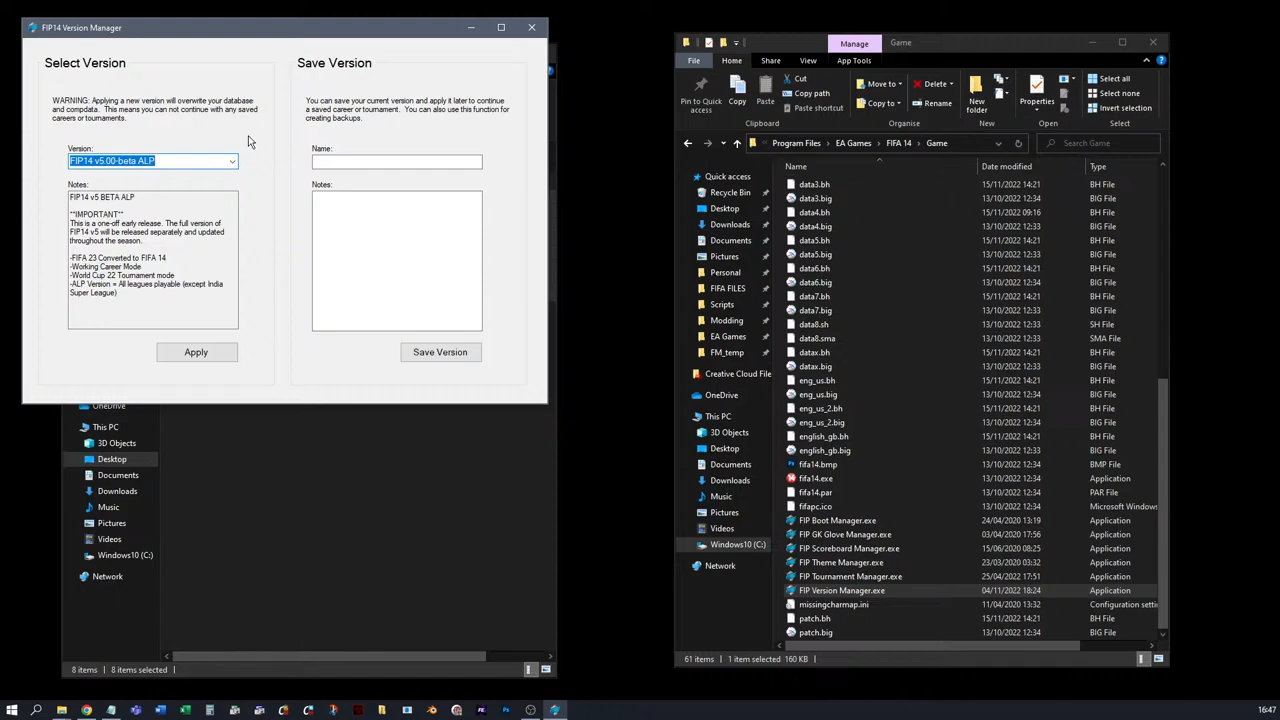 FIP14 Version Manager
Select Version
WARNING: Applying a new version will overwrite your database
and compdata. This means you can not continue with any saved
careers or tournaments.
Version:
FIP14 v5.00-beta ALP
Notes:
FIP14 v5 BETA ALP
**IMPORTANT**
This is a one-off early release. The full version of
FIP14 v5 will be released separately and updated
throughout the season.
-FIFA 23 Converted to FIFA 14
-Working Career Mode
-World Cup 22 Tournament mode
-ALP Version = All leagues playable (except India
Super League)
Apply
Save Version
You can save your current version and apply it later to continue
a saved career or tournament. You can also use this function for
creating backups.
Name:
Notes:
Save Version
OneDrive
This PC
3D Objects
Desktop
Documents
Downloads
Music
Pictures
Videos
Windows10 (C:)
Network
8 items
8 items selected
Manage
Game
File
Home
Share
View
App Tools
Pin to Quick
access
Copy
Paste
Cut
Copy path
Paste shortcut
Clipboard
Move to
Copy to
Delete
Rename
Organise
New
folder
New
Properties
Open
Select all
Select none
Invert selection
Select
Program Files
EA Games
FIFA 14
Game
Search Game
Quick access
Recycle Bin
Desktop
Downloads
Documents
Pictures
Personal
FIFA FILES
Scripts
Modding
EA Games
FM_temp
Creative Cloud File
OneDrive
This PC
3D Objects
Desktop
Documents
Downloads
Music
Pictures
Videos
Windows10 (C:)
Network
Name
Date modified
Type
data3.bh 15/11/2022 14:21 BH File
data3.big 13/10/2022 12:34 BIG File
data4.bh 15/11/2022 09:16 BH File
data4.big 13/10/2022 12:33 BIG File
data5.bh 15/11/2022 14:21 BH File
data5.big 13/10/2022 12:33 BIG File
data6.bh 15/11/2022 14:21 BH File
data6.big 13/10/2022 12:33 BIG File
data7.bh 15/11/2022 14:21 BH File
data7.big 13/10/2022 12:33 BIG File
data8.sh 13/10/2022 12:33 SH File
data8.sma 13/10/2022 12:33 SMA File
datax.bh 15/11/2022 14:21 BH File
datax.big 13/10/2022 12:33 BIG File
eng_us.bh 15/11/2022 14:21 BH File
eng_us.big 13/10/2022 12:34 BIG File
eng_us_2.bh 15/11/2022 14:21 BH File
eng_us_2.big 13/10/2022 12:33 BIG File
english_gb.bh 15/11/2022 14:21 BH File
english_gb.big 13/10/2022 12:34 BIG File
fifa14.bmp 13/10/2022 12:34 BMP File
fifa14.exe 13/10/2022 12:34 Application
fifa14.par 13/10/2022 12:34 PAR File
fifapc.ico 13/10/2022 12:34 Microsoft Windows
FIP Boot Manager.exe 24/04/2020 13:19 Application
FIP GK Glove Manager.exe 03/04/2020 17:56 Application
FIP Scoreboard Manager.exe 15/06/2020 08:25 Application
FIP Theme Manager.exe 23/03/2020 03:32 Application
FIP Tournament Manager.exe 25/04/2022 17:51 Application
FIP Version Manager.exe 04/11/2022 18:24 Application
missingcharmap.ini 11/04/2020 13:32 Configuration setti
patch.bh 15/11/2022 14:21 BH File
patch.big 13/10/2022 12:34 BIG File
61 items
1 item selected 160 KB
16:47